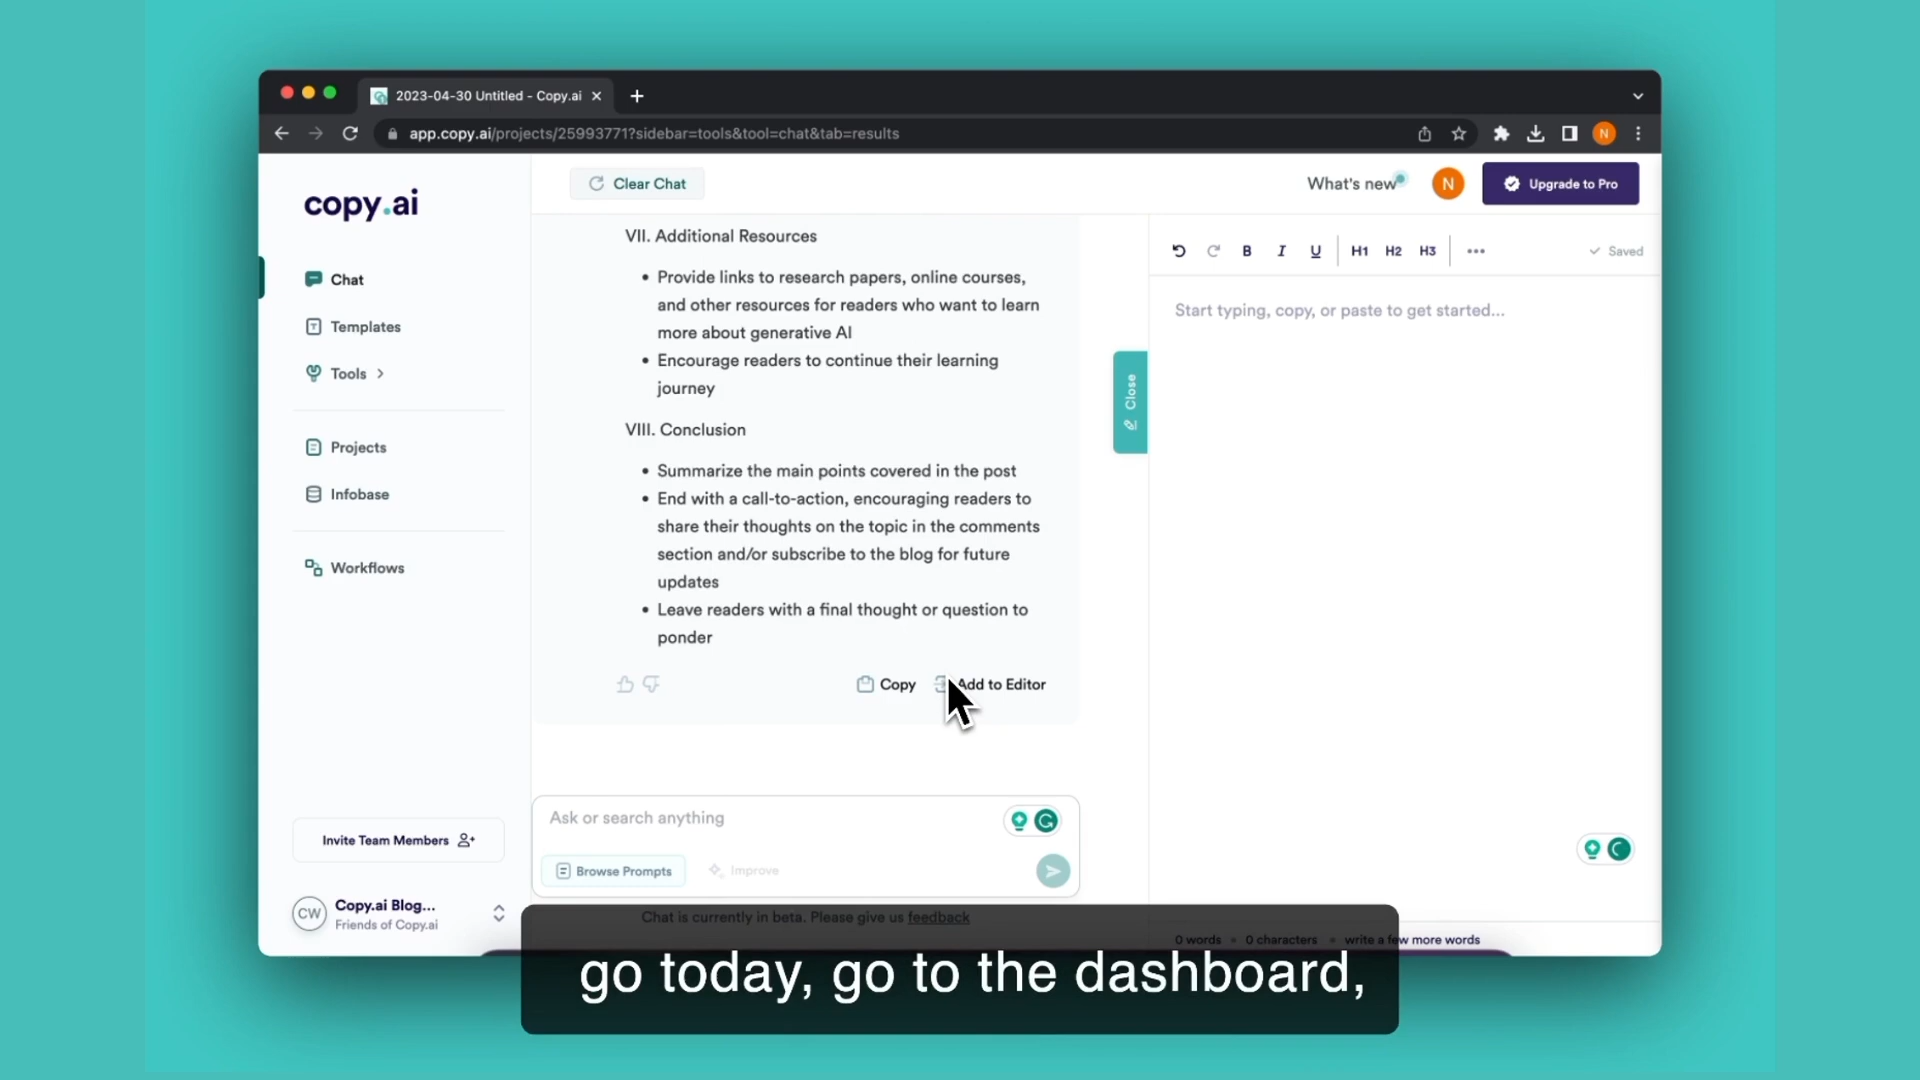 2023-04-30 Untitled - Copy.ai
app.copy.ai/projects/25993771?sidebar=tools&tool=chat&tab=results
N
copy.ai
Clear Chat
What's new
N
Upgrade to Pro
Chat
Templates
Tools
Projects
Infobase
Workflows
Invite Team Members
CW
Copy.ai Blog...
Friends of Copy.ai
VII. Additional Resources
• Provide links to research papers, online courses,
and other resources for readers who want to learn
more about generative AI
• Encourage readers to continue their learning
journey
VIII. Conclusion
• Summarize the main points covered in the post
• End with a call-to-action, encouraging readers to
share their thoughts on the topic in the comments
section and/or subscribe to the blog for future
updates
• Leave readers with a final thought or question to
ponder
Copy
Add to Editor
Ask or search anything
Browse Prompts
Improve
Chat is currently in beta. Please give us feedback
Close
B I U H1 H2 H3
Saved
Start typing, copy, or paste to get started...
0 words • 0 characters • write a few more words
go today, go to the dashboard,